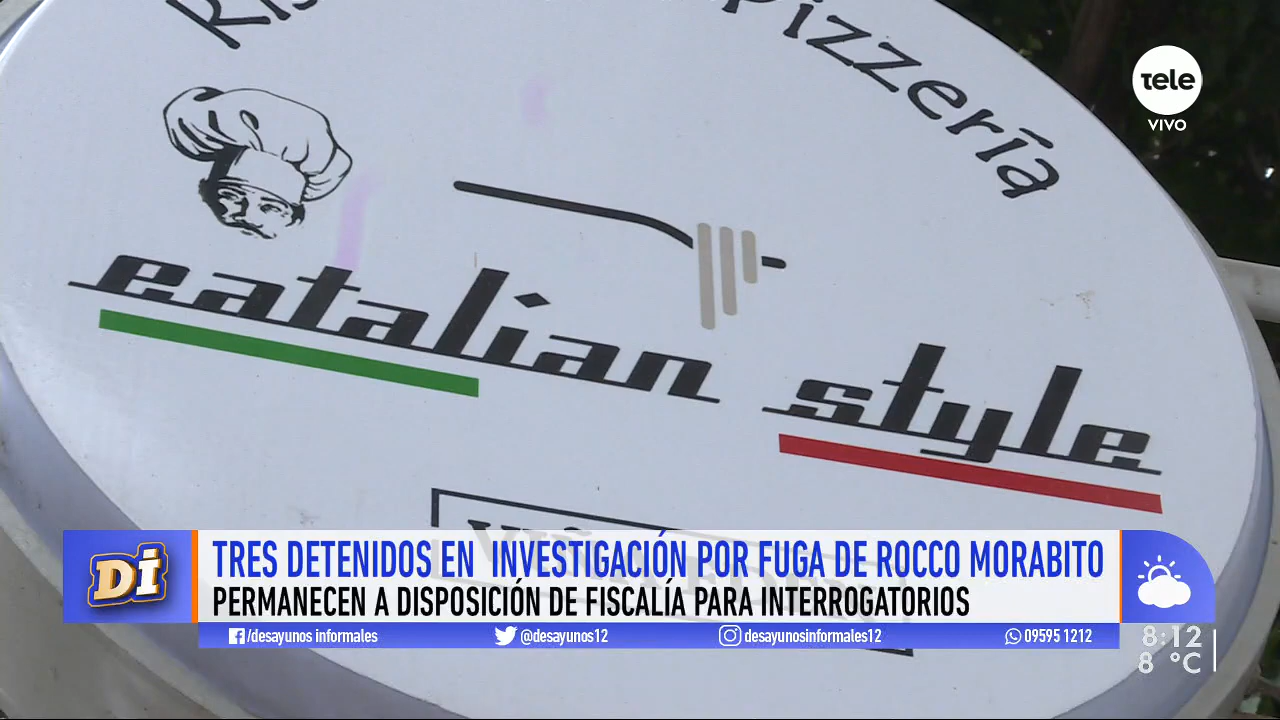 pizzería
tele
VIVO
eatalian style
Di
TRES DETENIDOS EN INVESTIGACIÓN POR FUGA DE ROCCO MORABITO
PERMANECEN A DISPOSICIÓN DE FISCALÍA PARA INTERROGATORIOS
/desayunos informales
@desayunos12
desayunosinformales12
09595 1212
8:12
8 °C